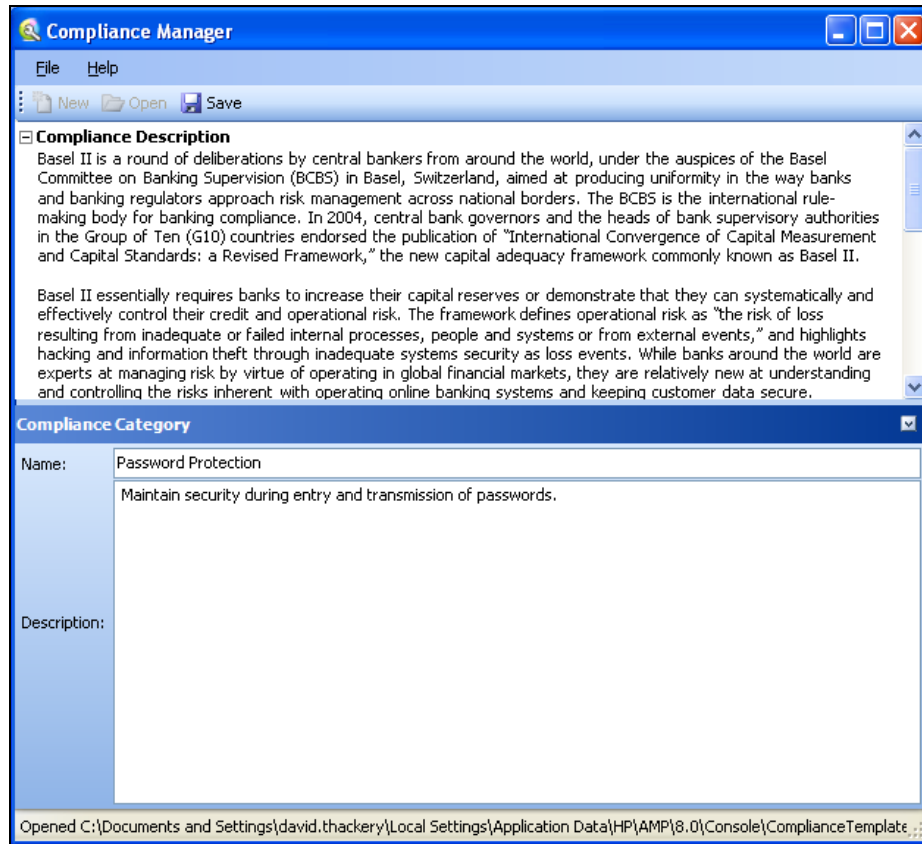 Compliance Manager
File Help
New Open Save
Compliance Description
Basel II is a round of deliberations by central bankers from around the world, under the auspices of the Basel
Committee on Banking Supervision (BCBS) in Basel, Switzerland, aimed at producing uniformity in the way banks
and banking regulators approach risk management across national borders. The BCBS is the international rule-
making body for banking compliance. In 2004, central bank governors and the heads of bank supervisory authorities
in the Group of Ten (G10) countries endorsed the publication of "International Convergence of Capital Measurement
and Capital Standards: a Revised Framework," the new capital adequacy framework commonly known as Basel II.
Basel II essentially requires banks to increase their capital reserves or demonstrate that they can systematically and
effectively control their credit and operational risk. The framework defines operational risk as "the risk of loss
resulting from inadequate or failed internal processes, people and systems or from external events," and highlights
hacking and information theft through inadequate systems security as loss events. While banks around the world are
experts at managing risk by virtue of operating in global financial markets, they are relatively new at understanding
and controlling the risks inherent with operating online banking systems and keeping customer data secure.
Compliance Category
Name: Password Protection
Maintain security during entry and transmission of passwords.
Description:
Opened C:\Documents and Settings\david.thackery\Local Settings\Application Data\HP\AMP\8.0\Console\ComplianceTemplate